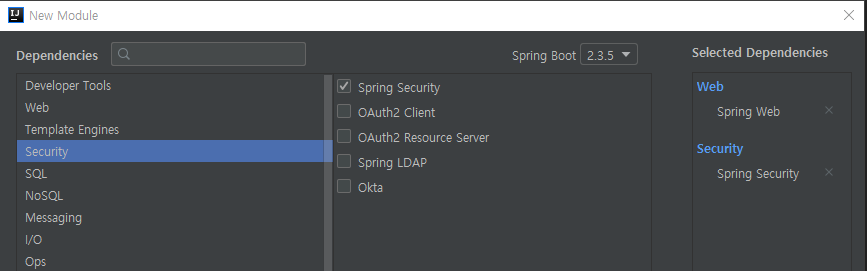 IJ New Module
Dependencies
Spring Boot 2.3.5
Selected Dependencies
Developer Tools
Web
Template Engines
Security
SQL
NoSQL
Messaging
I/O
Ops
Spring Security
OAuth2 Client
OAuth2 Resource Server
Spring LDAP
Okta
Web
Spring Web
Security
Spring Security